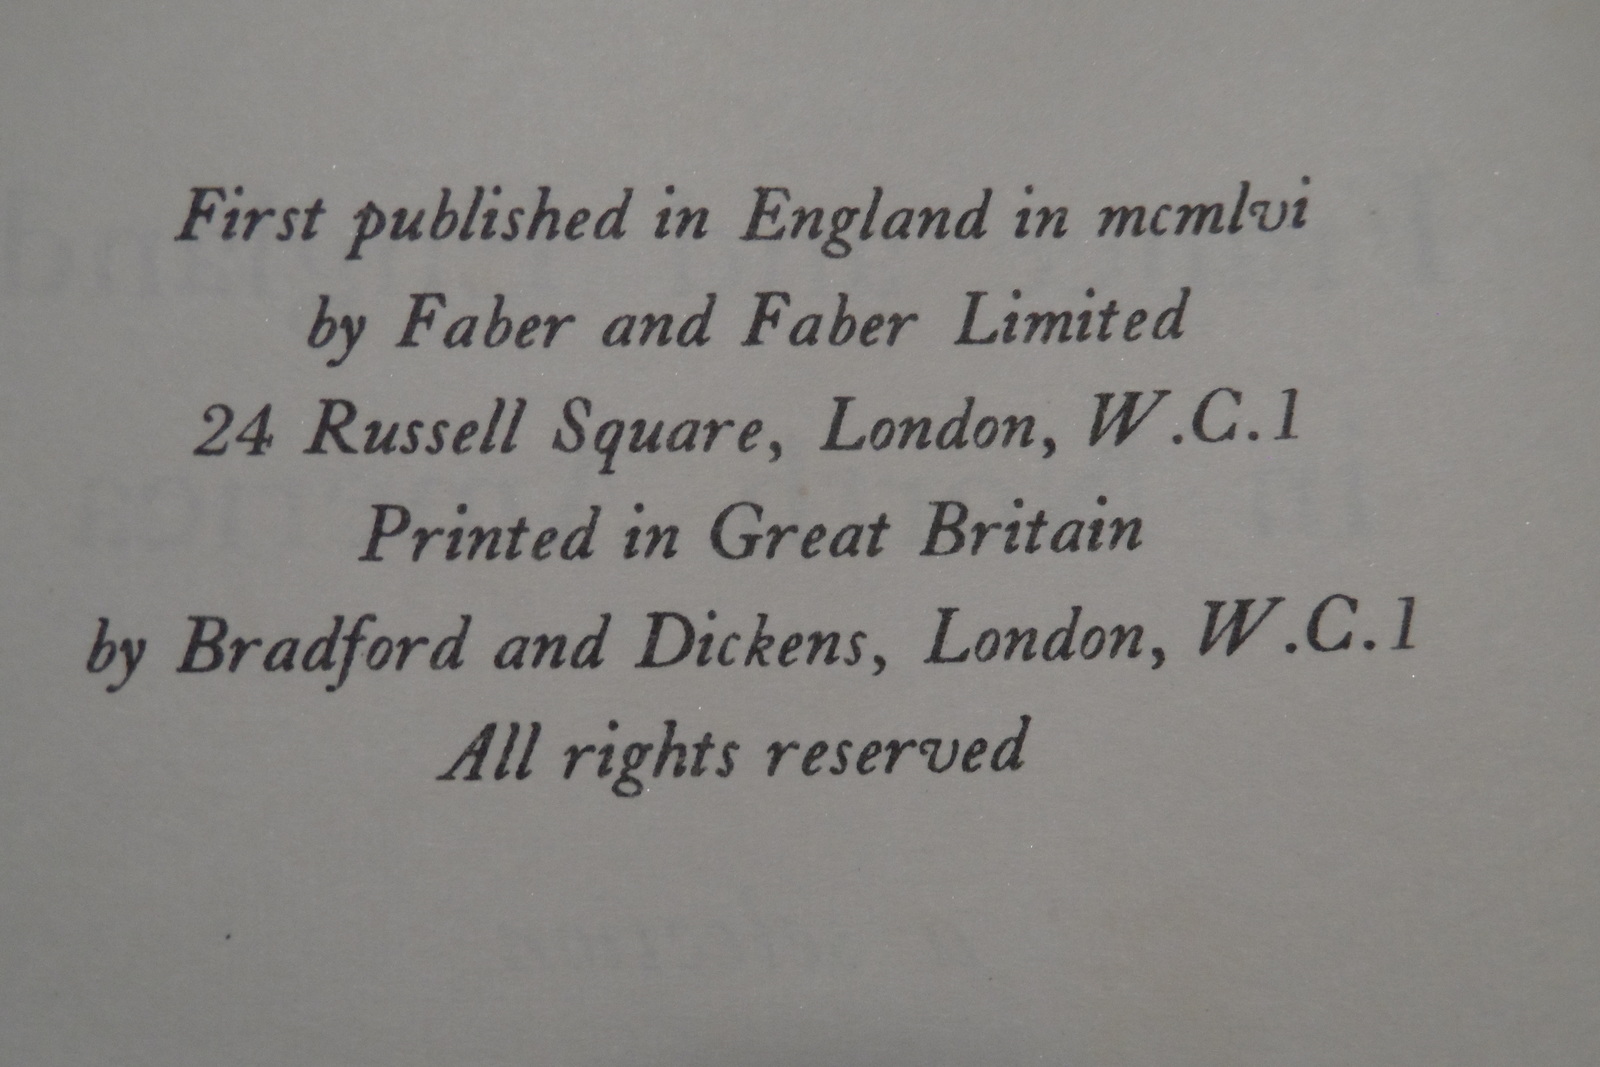 First published in England in mcmlvi
by Faber and Faber Limited
24 Russell Square, London, W.C.1
Printed in Great Britain
by Bradford and Dickens, London, W.C.1
All rights reserved